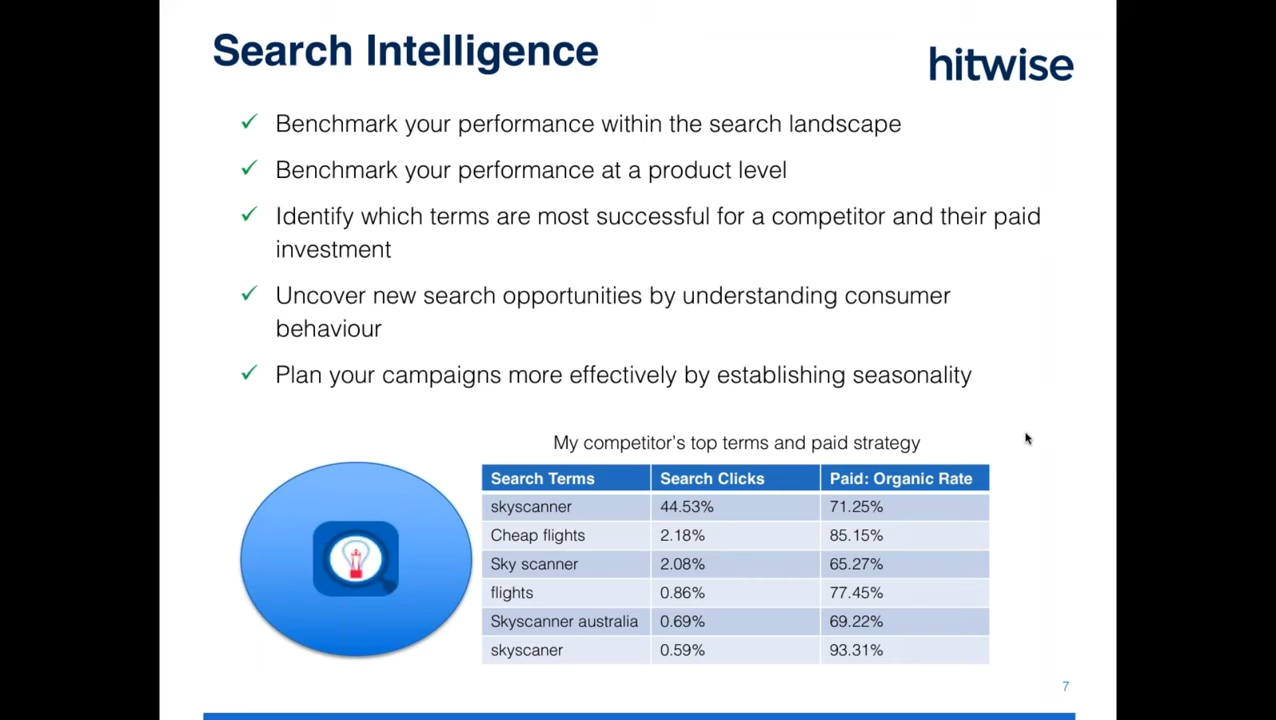 Search Intelligence
hitwise
✓ Benchmark your performance within the search landscape
✓ Benchmark your performance at a product level
✓ Identify which terms are most successful for a competitor and their paid
investment
✓ Uncover new search opportunities by understanding consumer
behaviour
✓ Plan your campaigns more effectively by establishing seasonality
My competitor's top terms and paid strategy
Search Terms Search Clicks Paid: Organic Rate
skyscanner 44.53% 71.25%
Cheap flights 2.18% 85.15%
Sky scanner 2.08% 65.27%
flights 0.86% 77.45%
Skyscanner australia 0.69% 69.22%
skyscaner 0.59% 93.31%
7